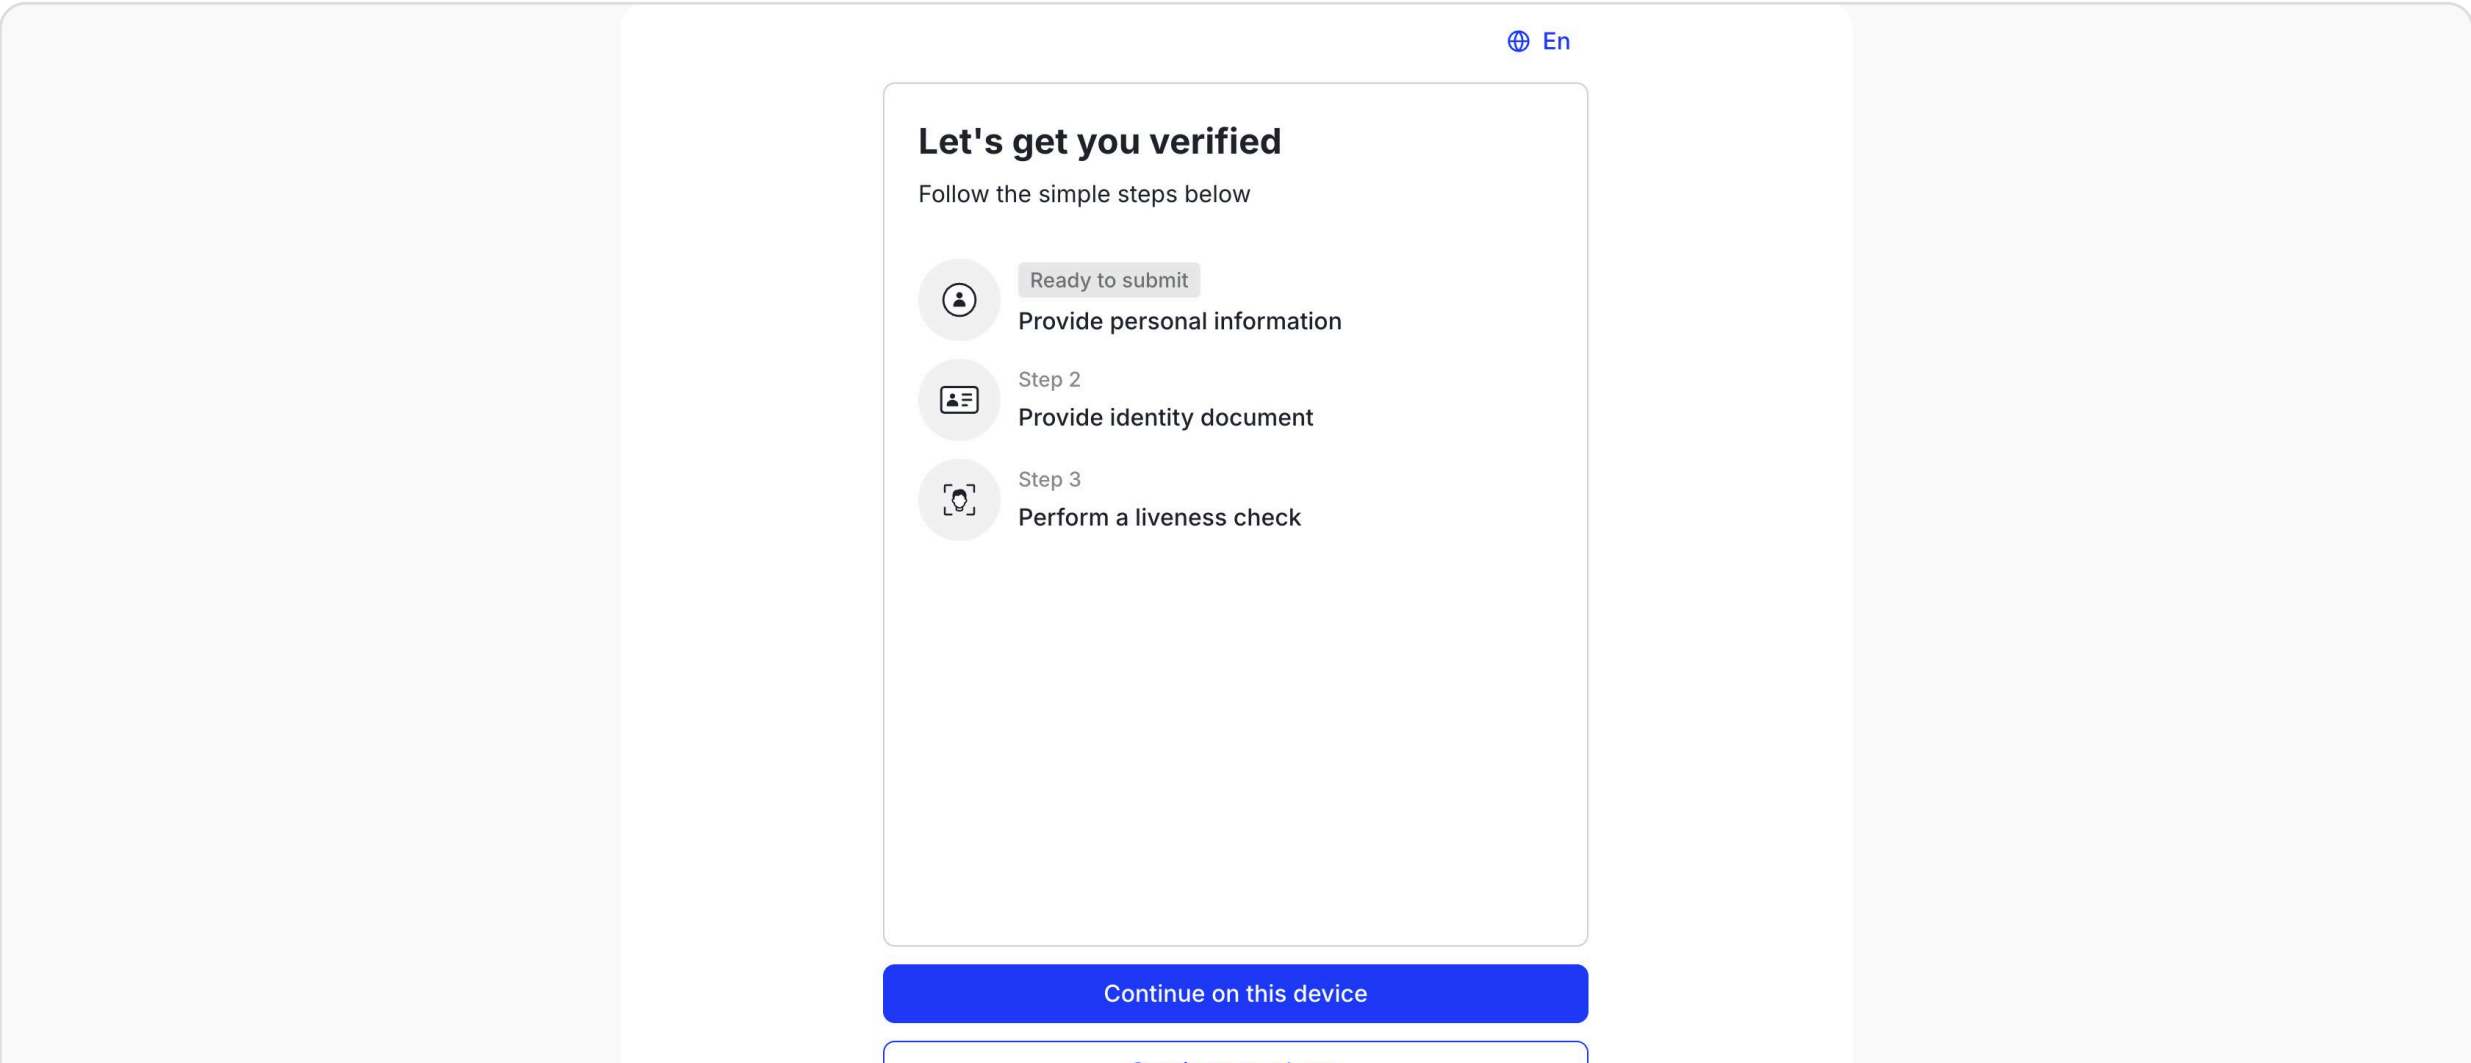 En
Let's get you verified
Follow the simple steps below
Ready to submit
Provide personal information
Step 2
Provide identity document
Step 3
Perform a liveness check
Continue on this device